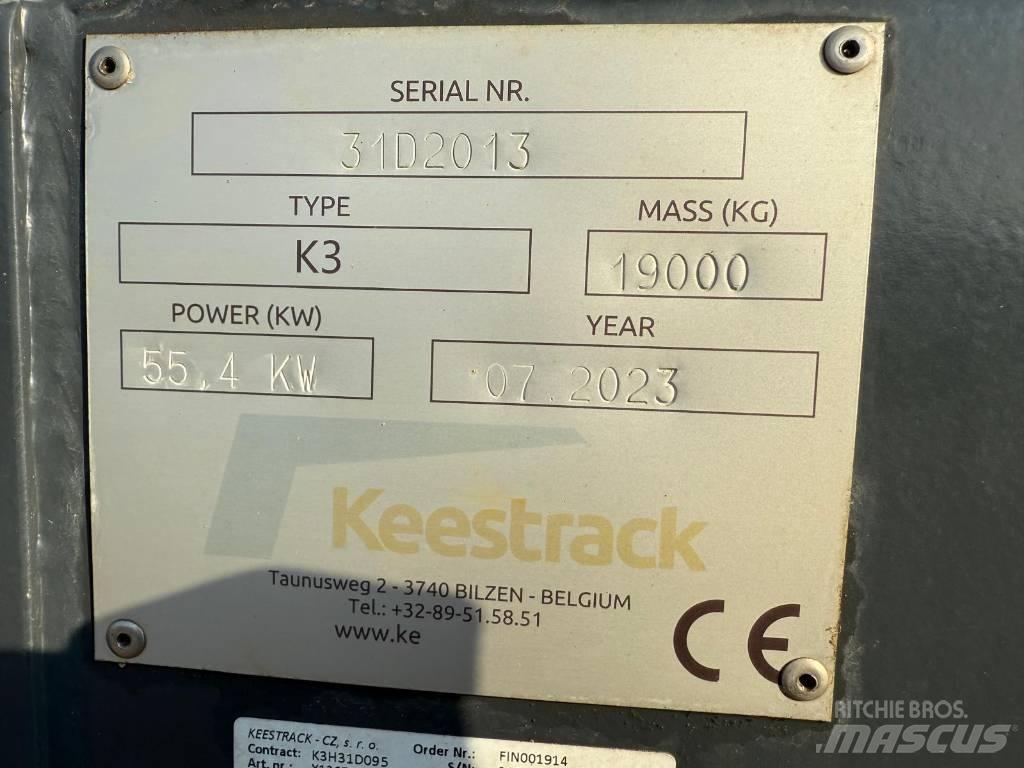 SERIAL NR.
31D2013
TYPE
MASS (KG)
K3
19000
POWER (KW)
YEAR
55,4 KW
07.2023
Keestrack
Taunusweg 2 - 3740 BILZEN - BELGIUM
Tel.: +32-89-51.58.51
www.ke
CE
KEESTRACK - CZ, s. r. o.
Contract: K3H31D095
Order Nr.: FIN001914
Art. nr.:
S/N:
RITCHIE BROS.
MASCUS